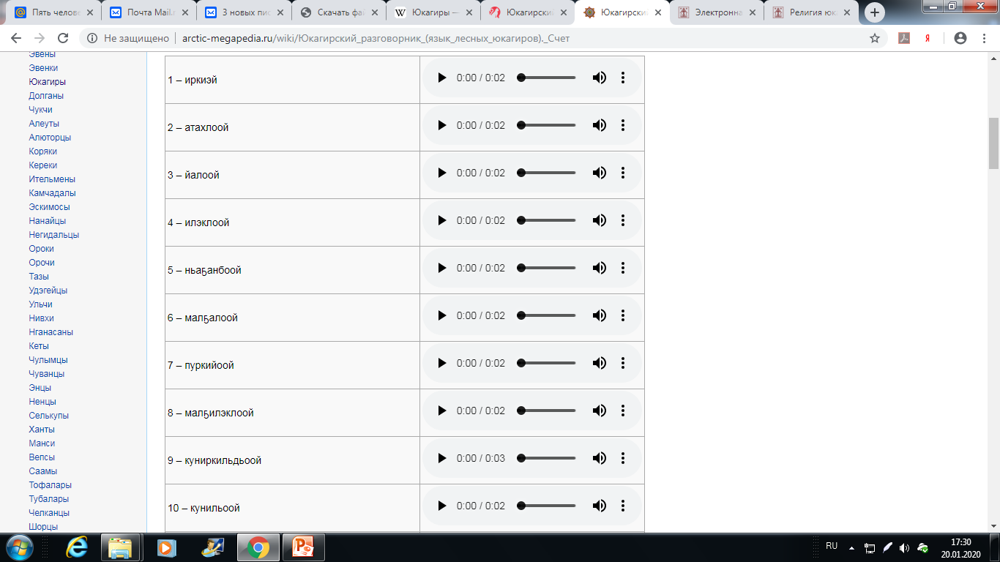 Пять челове
Почта Mail.r
3 новых пис
Скачать фай
Юкагиры —
Юкагирский
Юкагирски
Электронна
Религия юка
Не защищено
arctic-megapedia.ru/wiki/Юкагирский_разговорник_(язык_лесных_юкагиров)._Счет
Эвены
Эвенки
Юкагиры
Долганы
Чукчи
Алеуты
Алюторцы
Коряки
Кереки
Ительмены
Камчадалы
Эскимосы
Нанайцы
Негидальцы
Ороки
Орочи
Тазы
Удэгейцы
Ульчи
Нивхи
Нганасаны
Кеты
Чулымцы
Чуванцы
Энцы
Ненцы
Селькупы
Ханты
Манси
Вепсы
Саамы
Тофалары
Тубалары
Челканцы
Шорцы
1 – иркиэй
0:00 / 0:02
2 – атахлоой
0:00 / 0:02
3 – йалоой
0:00 / 0:02
4 – илэклоой
0:00 / 0:02
5 – ньаҕанбоой
0:00 / 0:02
6 – малҕалоой
0:00 / 0:02
7 – пуркийоой
0:00 / 0:02
8 – малҕилэклоой
0:00 / 0:02
9 – куниркильдьоой
0:00 / 0:03
10 – кунильоой
0:00 / 0:02
RU
17:30
20.01.2020